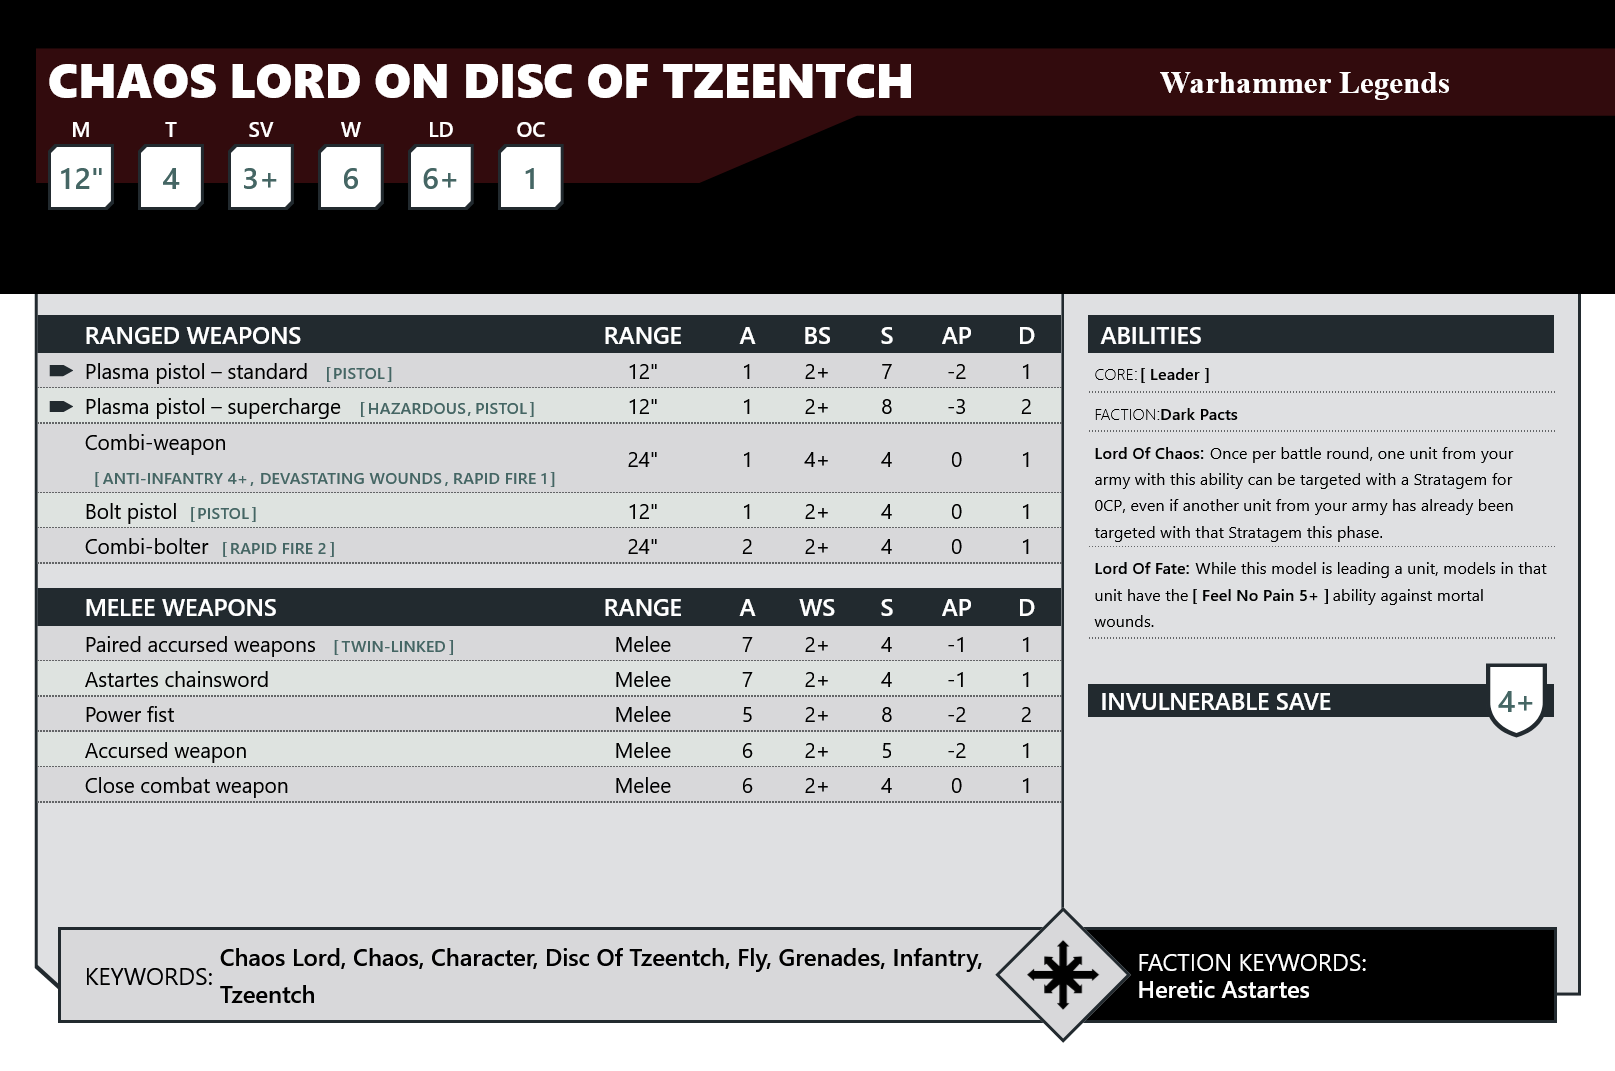 CHAOS LORD ON DISC OF TZEENTCH
Warhammer Legends
M T SV W LD OC
12" 4 3+ 6 6+ 1
RANGED WEAPONS RANGE A BS S AP D
Plasma pistol – standard [PISTOL] 12" 1 2+ 7 -2 1
Plasma pistol – supercharge [HAZARDOUS, PISTOL] 12" 1 2+ 8 -3 2
Combi-weapon
[ANTI-INFANTRY 4+, DEVASTATING WOUNDS, RAPID FIRE 1] 24" 1 4+ 4 0 1
Bolt pistol [PISTOL] 12" 1 2+ 4 0 1
Combi-bolter [RAPID FIRE 2] 24" 2 2+ 4 0 1
MELEE WEAPONS RANGE A WS S AP D
Paired accursed weapons [TWIN-LINKED] Melee 7 2+ 4 -1 1
Astartes chainsword Melee 7 2+ 4 -1 1
Power fist Melee 5 2+ 8 -2 2
Accursed weapon Melee 6 2+ 5 -2 1
Close combat weapon Melee 6 2+ 4 0 1
ABILITIES
CORE: [ Leader ]
FACTION:Dark Pacts
Lord Of Chaos: Once per battle round, one unit from your
army with this ability can be targeted with a Stratagem for
0CP, even if another unit from your army has already been
targeted with that Stratagem this phase.
Lord Of Fate: While this model is leading a unit, models in that
unit have the [ Feel No Pain 5+ ] ability against mortal
wounds.
INVULNERABLE SAVE 4+
KEYWORDS: Chaos Lord, Chaos, Character, Disc Of Tzeentch, Fly, Grenades, Infantry,
Tzeentch
FACTION KEYWORDS:
Heretic Astartes